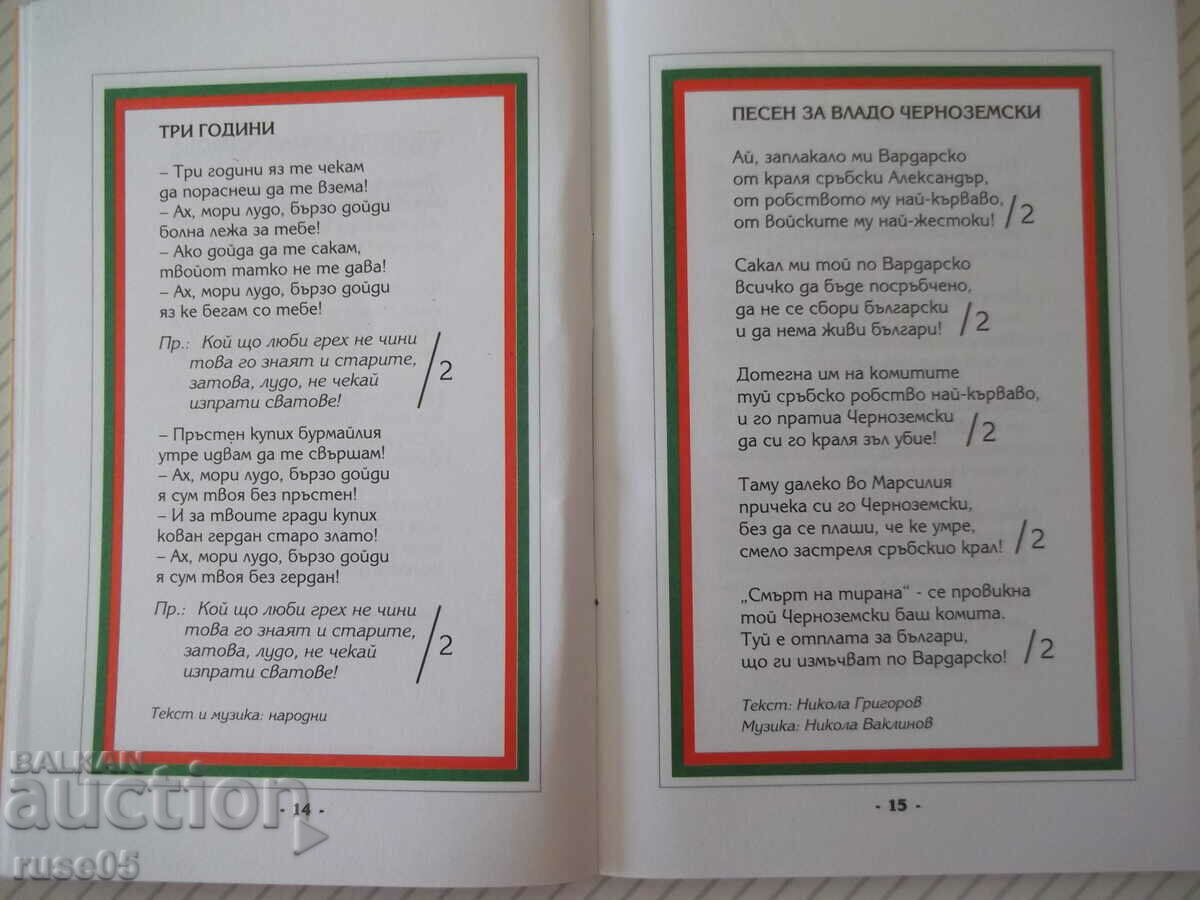 ТРИ ГОДИНИ
– Три години яз те чекам
да пораснеш да те взема!
– Ах, мори лудо, бързо дойди
болна лежа за тебе!
– Ако дойда да те сакам,
твойот татко не те дава!
– Ах, мори лудо, бързо дойди
яз ке бегам со тебе!
Пр.: Кой що люби грех не чини
това го знаят и старите,
затова, лудо, не чекай
изпрати сватове!
/2
– Пръстен купих бурмайлия
утре идвам да те свършам!
– Ах, мори лудо, бързо дойди
я сум твоя без пръстен!
– И за твоите гради купих
кован гердан старо злато!
– Ах, мори лудо, бързо дойди
я сум твоя без гердан!
Пр.: Кой що люби грех не чини
това го знаят и старите,
затова, лудо, не чекай
изпрати сватове!
/2
Текст и музика: народни
- 14 -
ПЕСЕН ЗА ВЛАДО ЧЕРНОЗЕМСКИ
Ай, заплакало ми Вардарско
от краля сръбски Александър,
от робството му най-кърваво,
от войските му най-жестоки! /2
Сакал ми той по Вардарско
всичко да бъде посръбчено,
да не се сбори български
и да нема живи българи! /2
Дотегна им на комитите
туй сръбско робство най-кърваво,
и го пратиа Черноземски
да си го краля зъл убие! /2
Таму далеко во Марсилия
причека си го Черноземски,
без да се плаши, че ке умре,
смело застреля сръбскио крал! /2
„Смърт на тирана“ - се провикна
той Черноземски баш комита.
Туй е отплата за българи,
що ги измъчват по Вардарско! /2
Текст: Никола Григоров
Музика: Никола Ваклинов
- 15 -
BALKAN
auction
ruse05